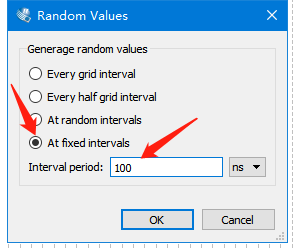 Random Values
Generage random values
Every grid interval
Every half grid interval
At random intervals
At fixed intervals
Interval period: 100 ns
OK Cancel